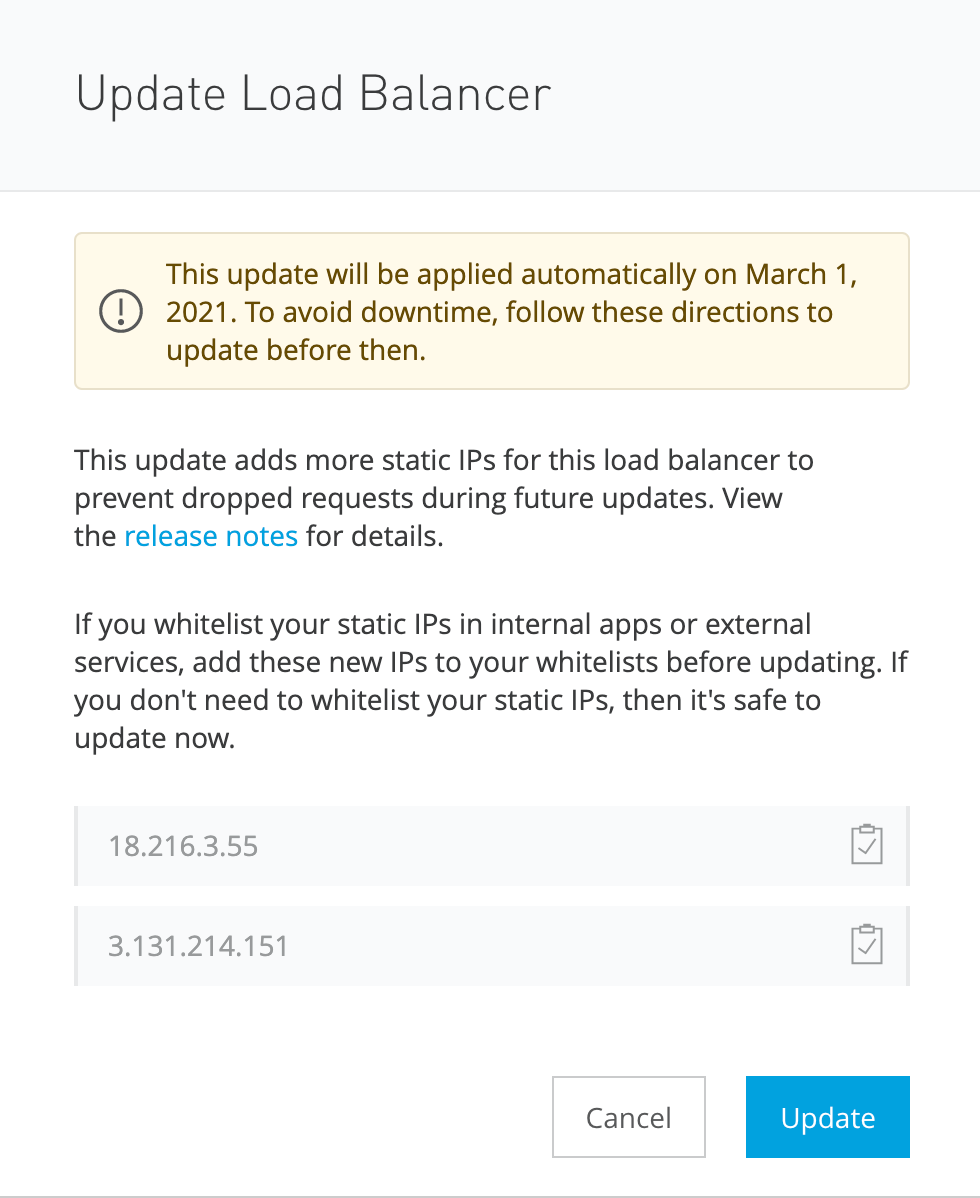 Update Load Balancer
This update will be applied automatically on March 1,
2021. To avoid downtime, follow these directions to
update before then.
This update adds more static IPs for this load balancer to
prevent dropped requests during future updates. View
the release notes for details.
If you whitelist your static IPs in internal apps or external
services, add these new IPs to your whitelists before updating. If
you don't need to whitelist your static IPs, then it's safe to
update now.
18.216.3.55
3.131.214.151
Cancel
Update